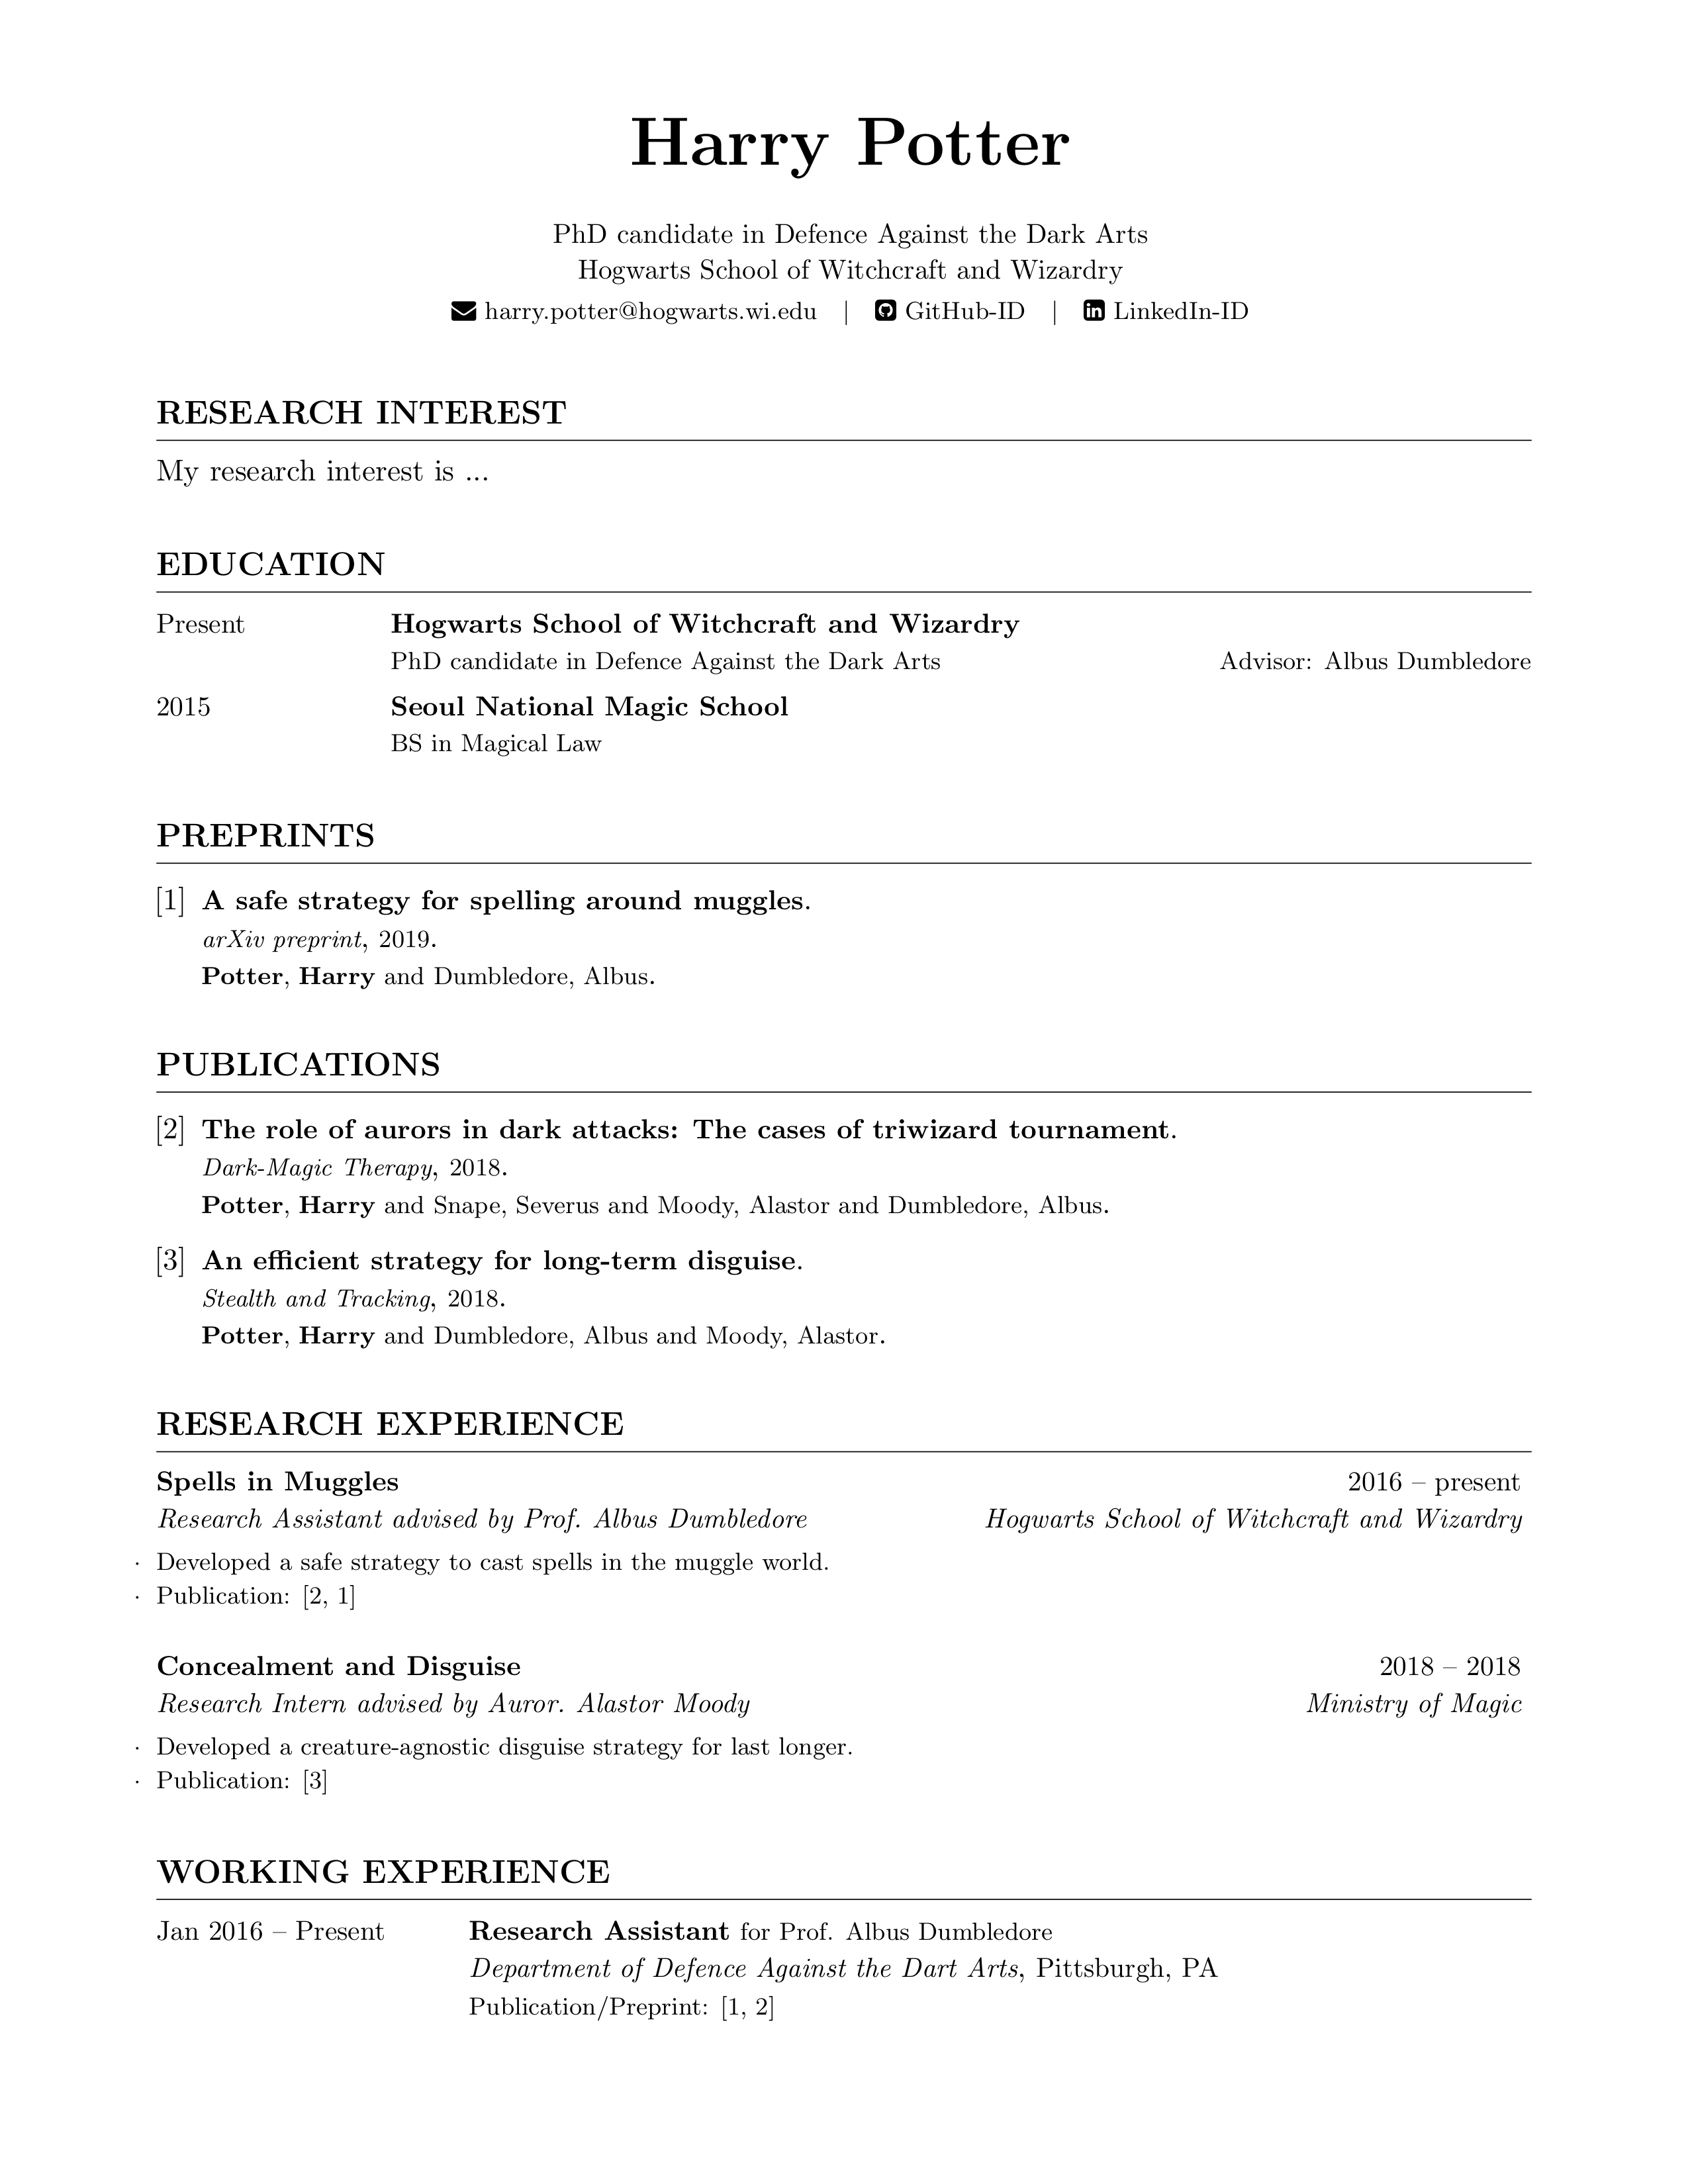 Harry Potter
PhD candidate in Defence Against the Dark Arts
Hogwarts School of Witchcraft and Wizardry
harry.potter@hogwarts.wi.edu | GitHub-ID | LinkedIn-ID
RESEARCH INTEREST
My research interest is ...
EDUCATION
Present Hogwarts School of Witchcraft and Wizardry
PhD candidate in Defence Against the Dark Arts Advisor: Albus Dumbledore
2015 Seoul National Magic School
BS in Magical Law
PREPRINTS
[1] A safe strategy for spelling around muggles.
arXiv preprint, 2019.
Potter, Harry and Dumbledore, Albus.
PUBLICATIONS
[2] The role of aurors in dark attacks: The cases of triwizard tournament.
Dark-Magic Therapy, 2018.
Potter, Harry and Snape, Severus and Moody, Alastor and Dumbledore, Albus.
[3] An efficient strategy for long-term disguise.
Stealth and Tracking, 2018.
Potter, Harry and Dumbledore, Albus and Moody, Alastor.
RESEARCH EXPERIENCE
Spells in Muggles 2016 – present
Research Assistant advised by Prof. Albus Dumbledore Hogwarts School of Witchcraft and Wizardry
· Developed a safe strategy to cast spells in the muggle world.
· Publication: [2, 1]
Concealment and Disguise 2018 – 2018
Research Intern advised by Auror. Alastor Moody Ministry of Magic
· Developed a creature-agnostic disguise strategy for last longer.
· Publication: [3]
WORKING EXPERIENCE
Jan 2016 – Present Research Assistant for Prof. Albus Dumbledore
Department of Defence Against the Dart Arts, Pittsburgh, PA
Publication/Preprint: [1, 2]